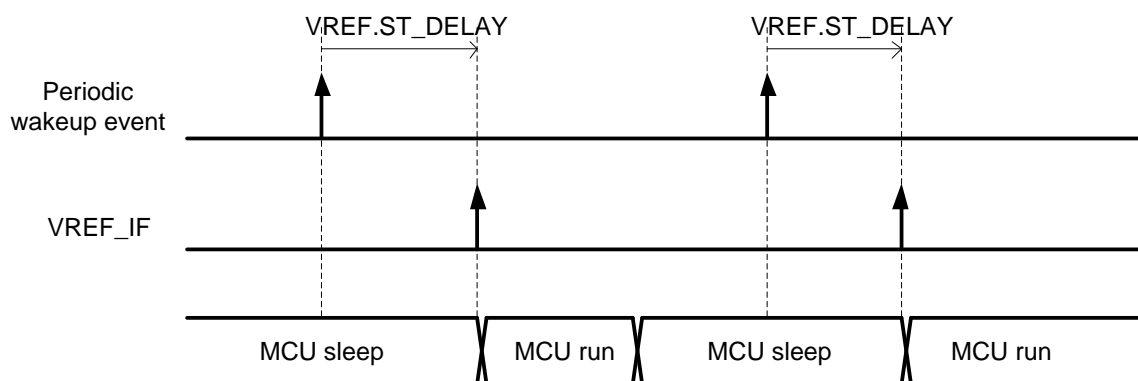 VREF.ST_DELAY VREF.ST_DELAY
Periodic
wakeup event
VREF_IF
MCU sleep MCU run MCU sleep MCU run